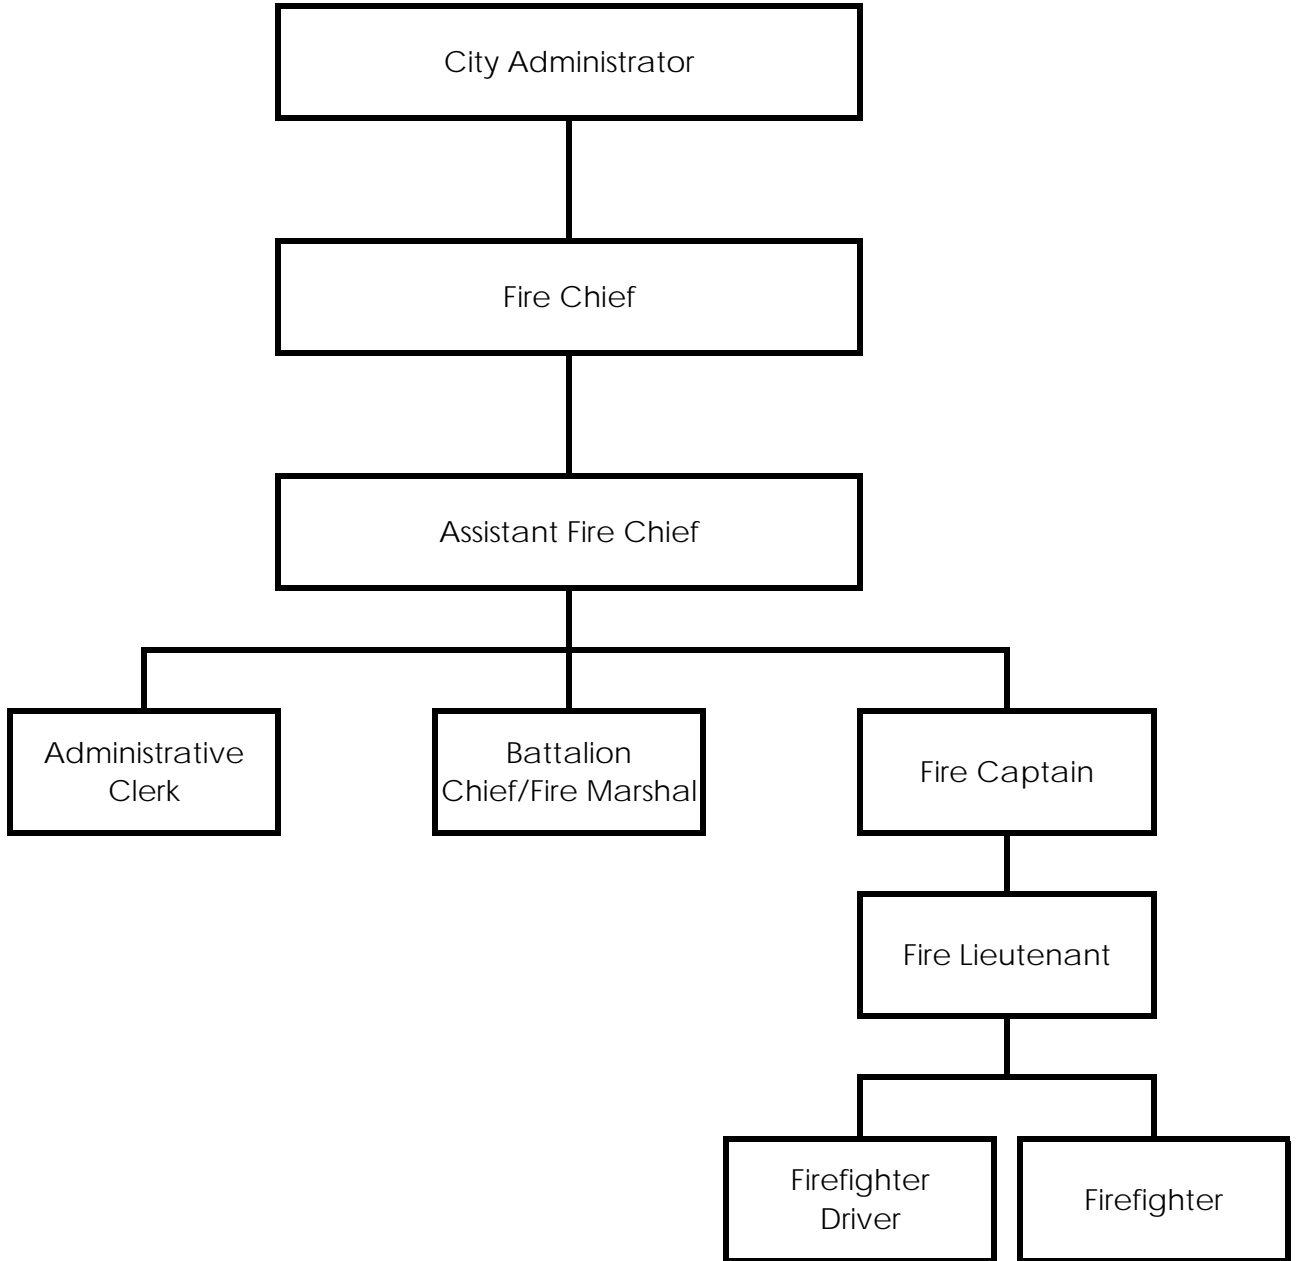 City Administrator
Fire Chief
Assistant Fire Chief
Administrative
Clerk
Battalion
Chief/Fire Marshal
Fire Captain
Fire Lieutenant
Firefighter
Driver
Firefighter